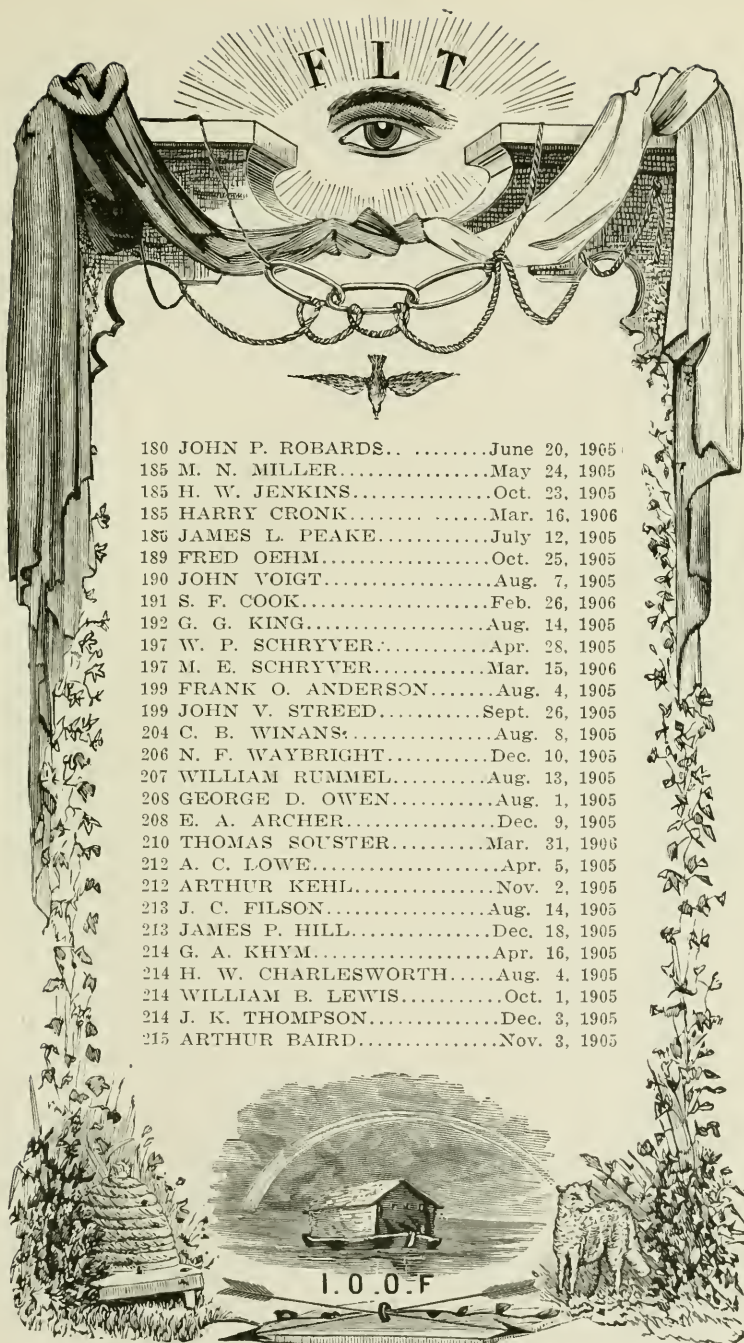 F L T
180 JOHN P. ROBARDS.. ........June 20, 1905
185 M. N. MILLER..............May 24, 1905
185 H. W. JENKINS.............Oct. 23, 1905
185 HARRY CRONK........ ......Mar. 16, 1906
186 JAMES L. PEAKE..........July 12, 1905
189 FRED OEHM................Oct. 25, 1905
190 JOHN VOIGT................Aug. 7, 1905
191 S. F. COOK.................Feb. 26, 1906
192 G. G. KING................Aug. 14, 1905
197 W. P. SCHRYVER...........Apr. 28, 1905
197 M. E. SCHRYVER...........Mar. 15, 1906
199 FRANK O. ANDERSON.......Aug. 4, 1905
199 JOHN V. STREED..........Sept. 26, 1905
204 C. B. WINANS..............Aug. 8, 1905
206 N. F. WAYBRIGHT..........Dec. 10, 1905
207 WILLIAM RUMMEL..........Aug. 13, 1905
208 GEORGE D. OWEN...........Aug. 1, 1905
208 E. A. ARCHER...............Dec. 9, 1905
210 THOMAS SOUSTER..........Mar. 31, 1906
212 A. C. LOWE.................Apr. 5, 1905
212 ARTHUR KEHL..............Nov. 2, 1905
213 J. C. FILSON...............Aug. 14, 1905
213 JAMES P. HILL.............Dec. 18, 1905
214 G. A. KHYM................Apr. 16, 1905
214 H. W. CHARLESWORTH.....Aug. 4, 1905
214 WILLIAM B. LEWIS.........Oct. 1, 1905
214 J. K. THOMPSON............Dec. 3, 1905
215 ARTHUR BAIRD.............Nov. 3, 1905
I.O.O.F